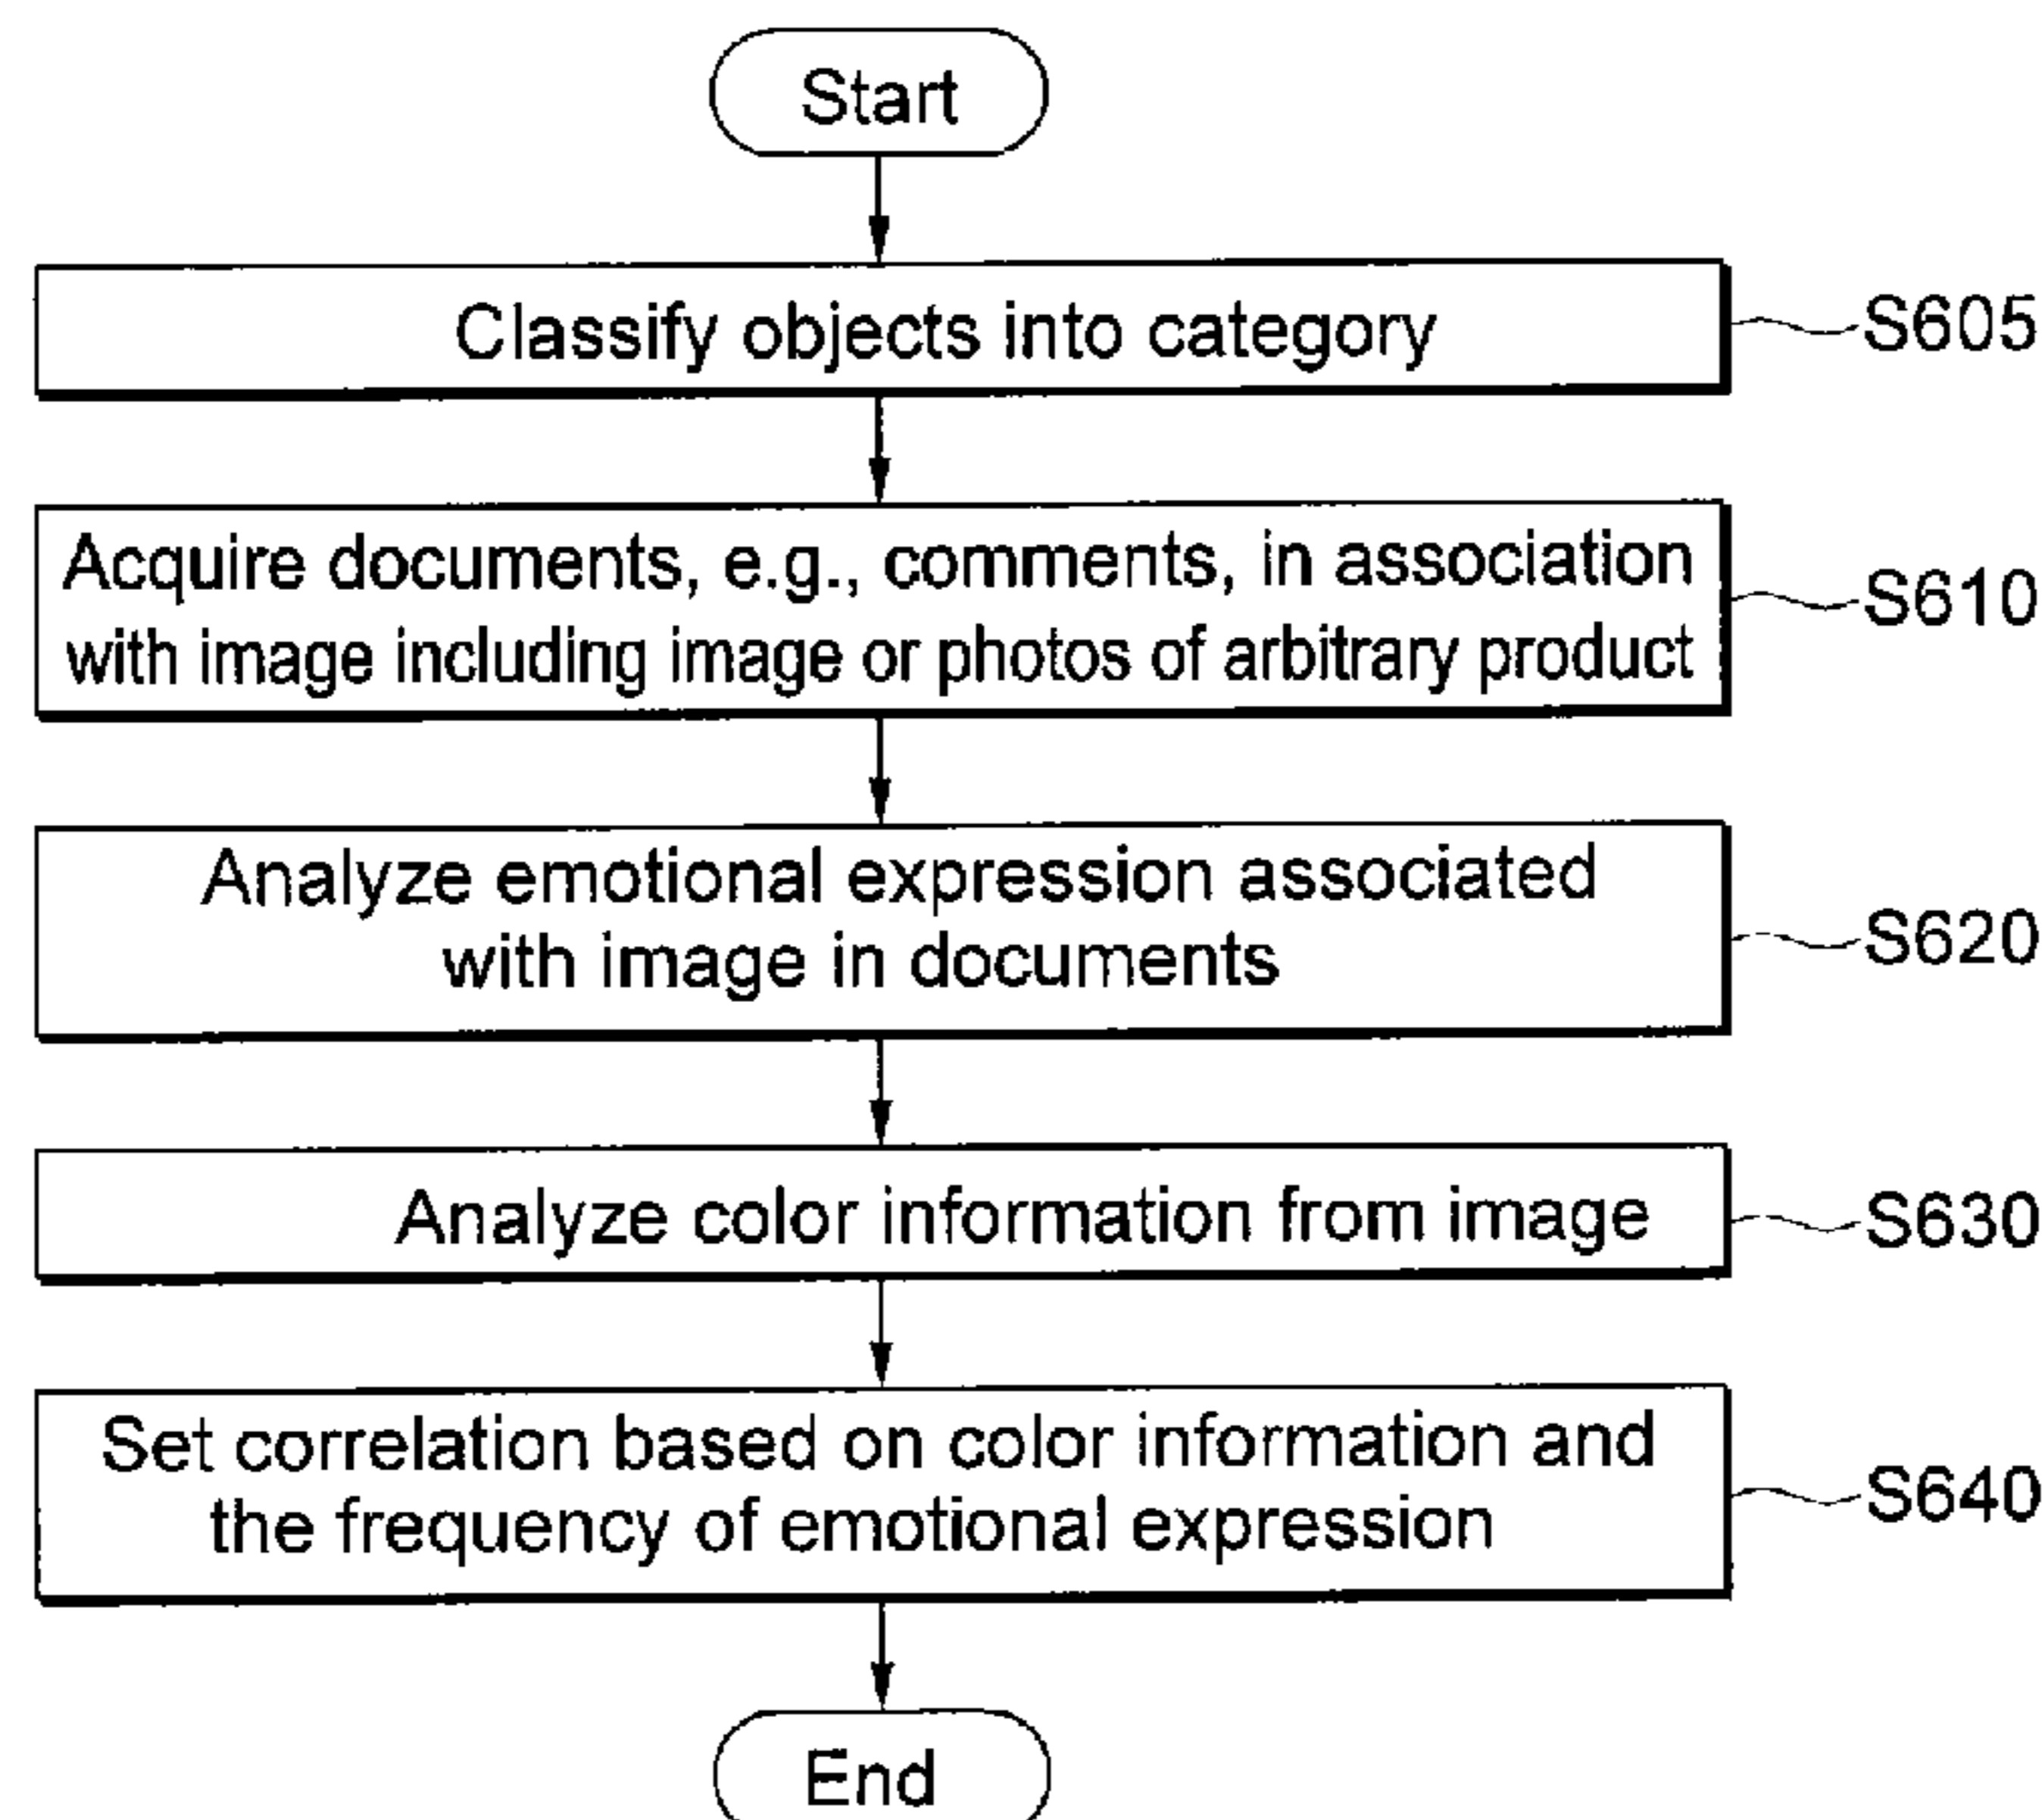 Start
Classify objects into category
S605
Acquire documents, e.g., comments, in association
with image including image or photos of arbitrary product
S610
Analyze emotional expression associated
with image in documents
S620
Analyze color information from image
S630
Set correlation based on color information and
the frequency of emotional expression
S640
End